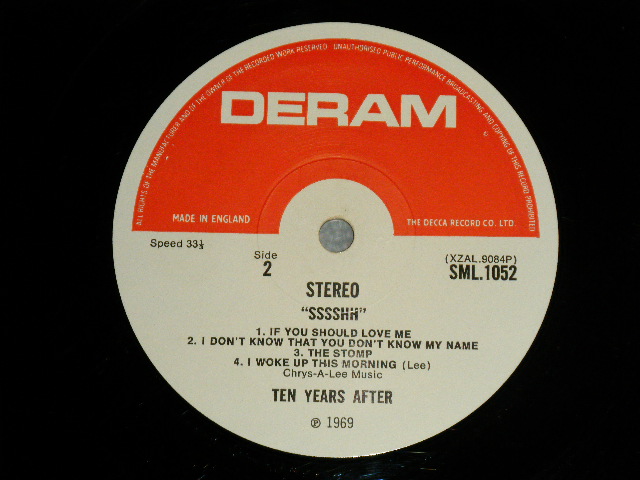 ALL RIGHTS OF THE MANUFACTURER AND OF THE OWNER OF THE RECORDED WORK RESERVED UNAUTHORISED PUBLIC PERFORMANCE BROADCASTING AND COPYING OF THIS RECORD PROHIBITED
DERAM
MADE IN ENGLAND
THE DECCA RECORD CO. LTD.
Speed 33⅓
Side
2
(XZAL.9084P)
SML.1052
STEREO
"SSSSHH"
1. IF YOU SHOULD LOVE ME
2. I DON'T KNOW THAT YOU DON'T KNOW MY NAME
3. THE STOMP
4. I WOKE UP THIS MORNING (Lee)
Chrys-A-Lee Music
TEN YEARS AFTER
℗ 1969